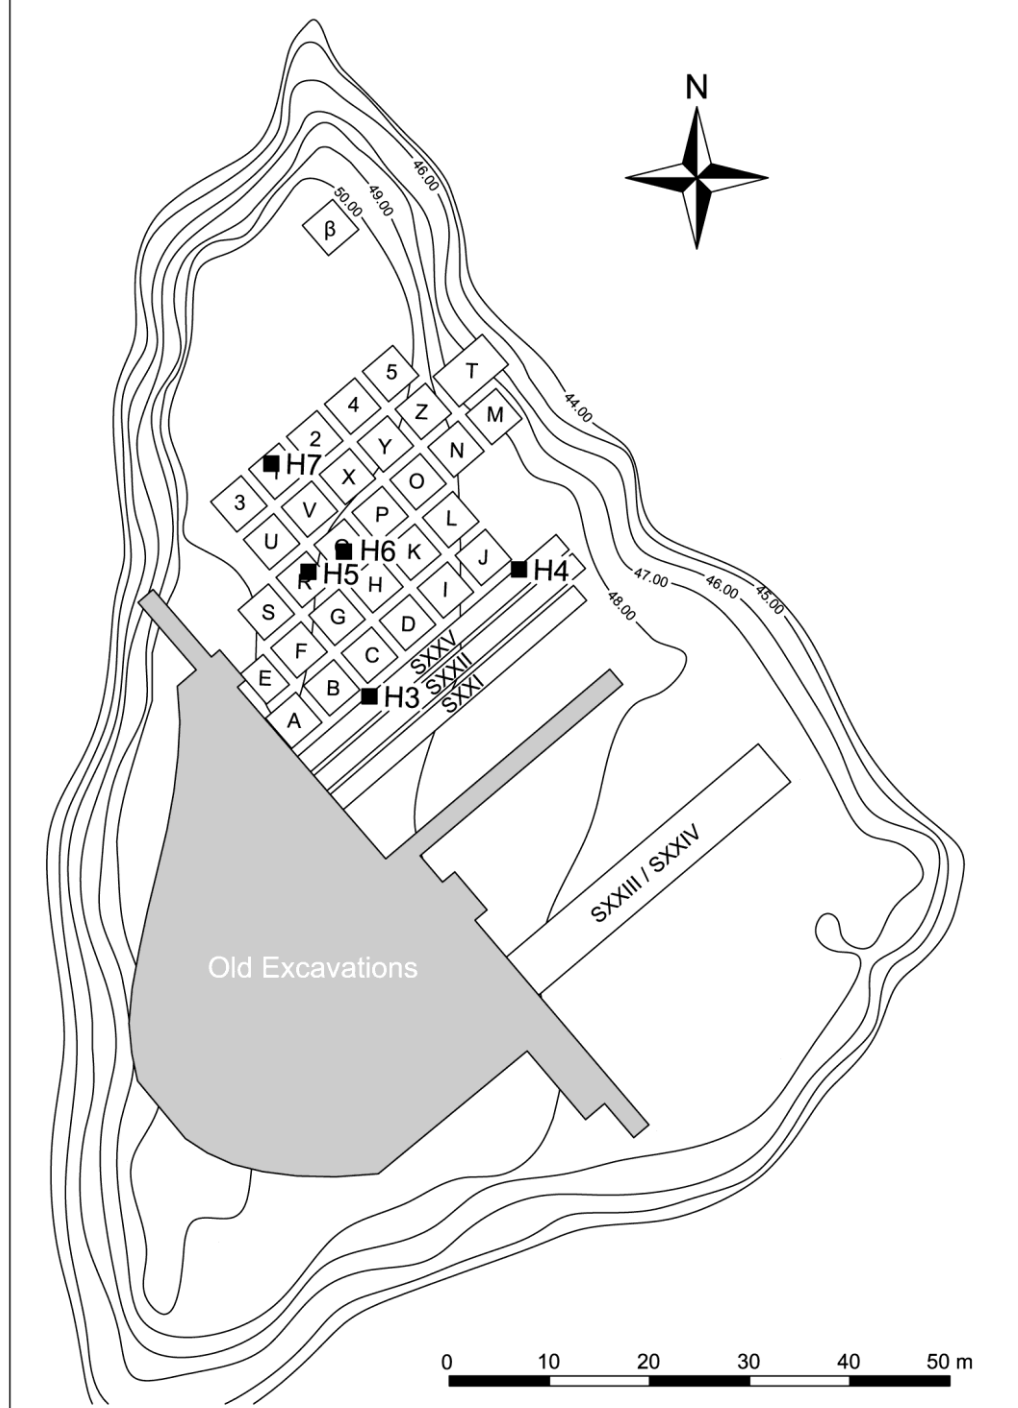 N
46.00
49.00
50.00
β
5
T
4
Z
M
44.00
2
Y
N
H7
X
O
3
V
P
L
U
H6
K
J
H5
H
H4
R
I
47.00
46.00
45.00
48.00
S
G
D
F
C
SXXV
SXXII
SXXI
E
B
H3
A
SXXIII / SXXIV
Old Excavations
0 10 20 30 40 50 m